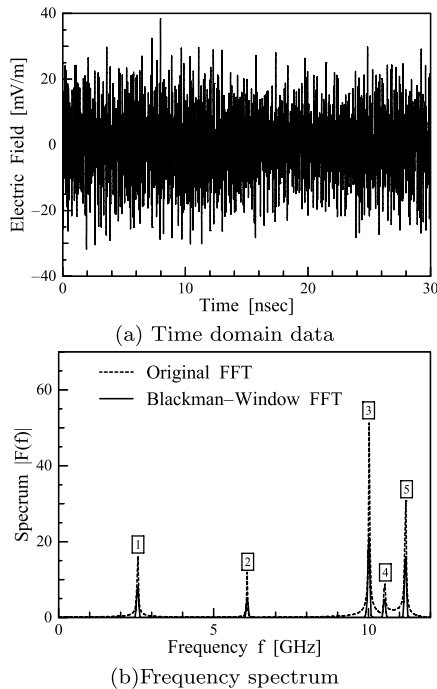 40
20
0
−20
−40
Electric Field [mV/m]
0
10
20
30
Time [nsec]
(a) Time domain data
60
40
20
0
Specrum |F(f)|
Original FFT
Blackman−Window FFT
1
2
3
4
5
0
5
10
Frequency f [GHz]
(b)Frequency spectrum